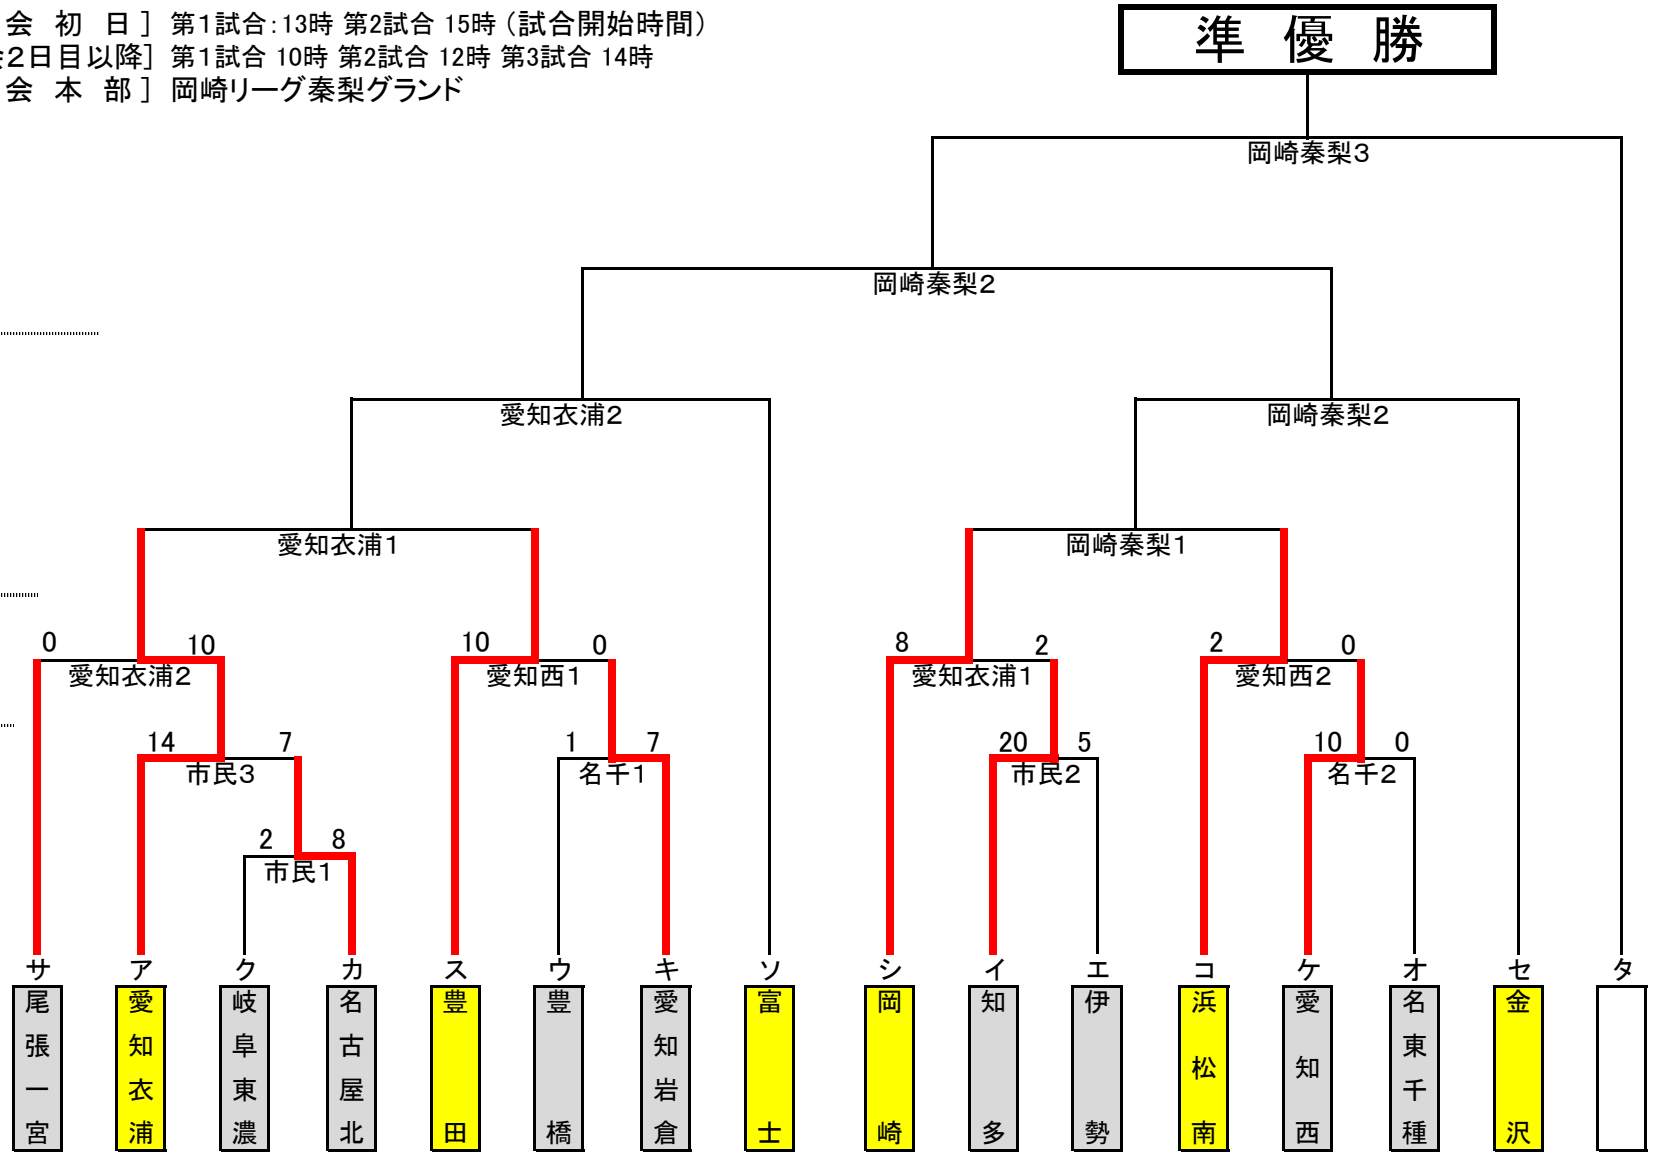 会 初 日］ 第1試合：13時 第2試合 15時（試合開始時間）
会2日目以降］ 第1試合 10時 第2試合 12時 第3試合 14時
会 本 部］ 岡崎リーグ秦梨グランド
準 優 勝
岡崎秦梨3
岡崎秦梨2
愛知衣浦2
岡崎秦梨2
愛知衣浦1
岡崎秦梨1
0 10 10 0 8 2 2 0
愛知衣浦2 愛知西1 愛知衣浦1 愛知西2
14 7 1 7 20 5 10 0
市民3 名千1 市民2 名千2
2 8
市民1
サ ア ク カ ス ウ キ ソ シ イ エ コ ケ オ セ タ
尾張一宮
愛知衣浦
岐阜東濃
名古屋北
豊田
豊橋
愛知岩倉
富士
岡崎
知多
伊勢
浜松南
愛知西
名東千種
金沢